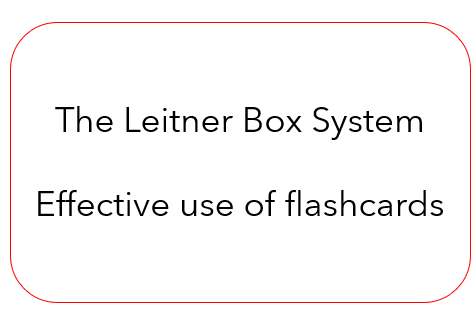 The Leitner Box System
Effective use of flashcards